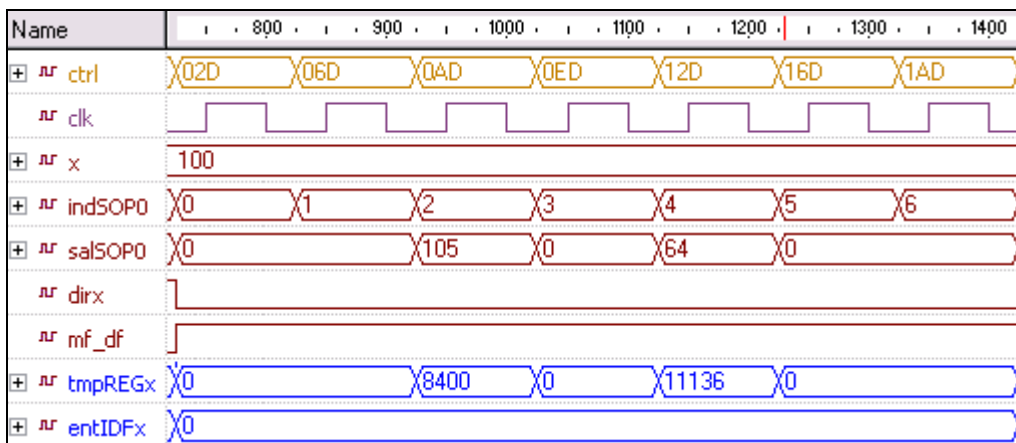 Name 800 900 1000 1100 1200 1300 1400
ctrl 02D 06D 0AD 0ED 12D 16D 1AD
clk
x 100
indSOP0 0 1 2 3 4 5 6
salSOP0 0 105 0 64 0
dirx
mf_df
tmpREGx 0 8400 0 11136 0
entIDFx 0